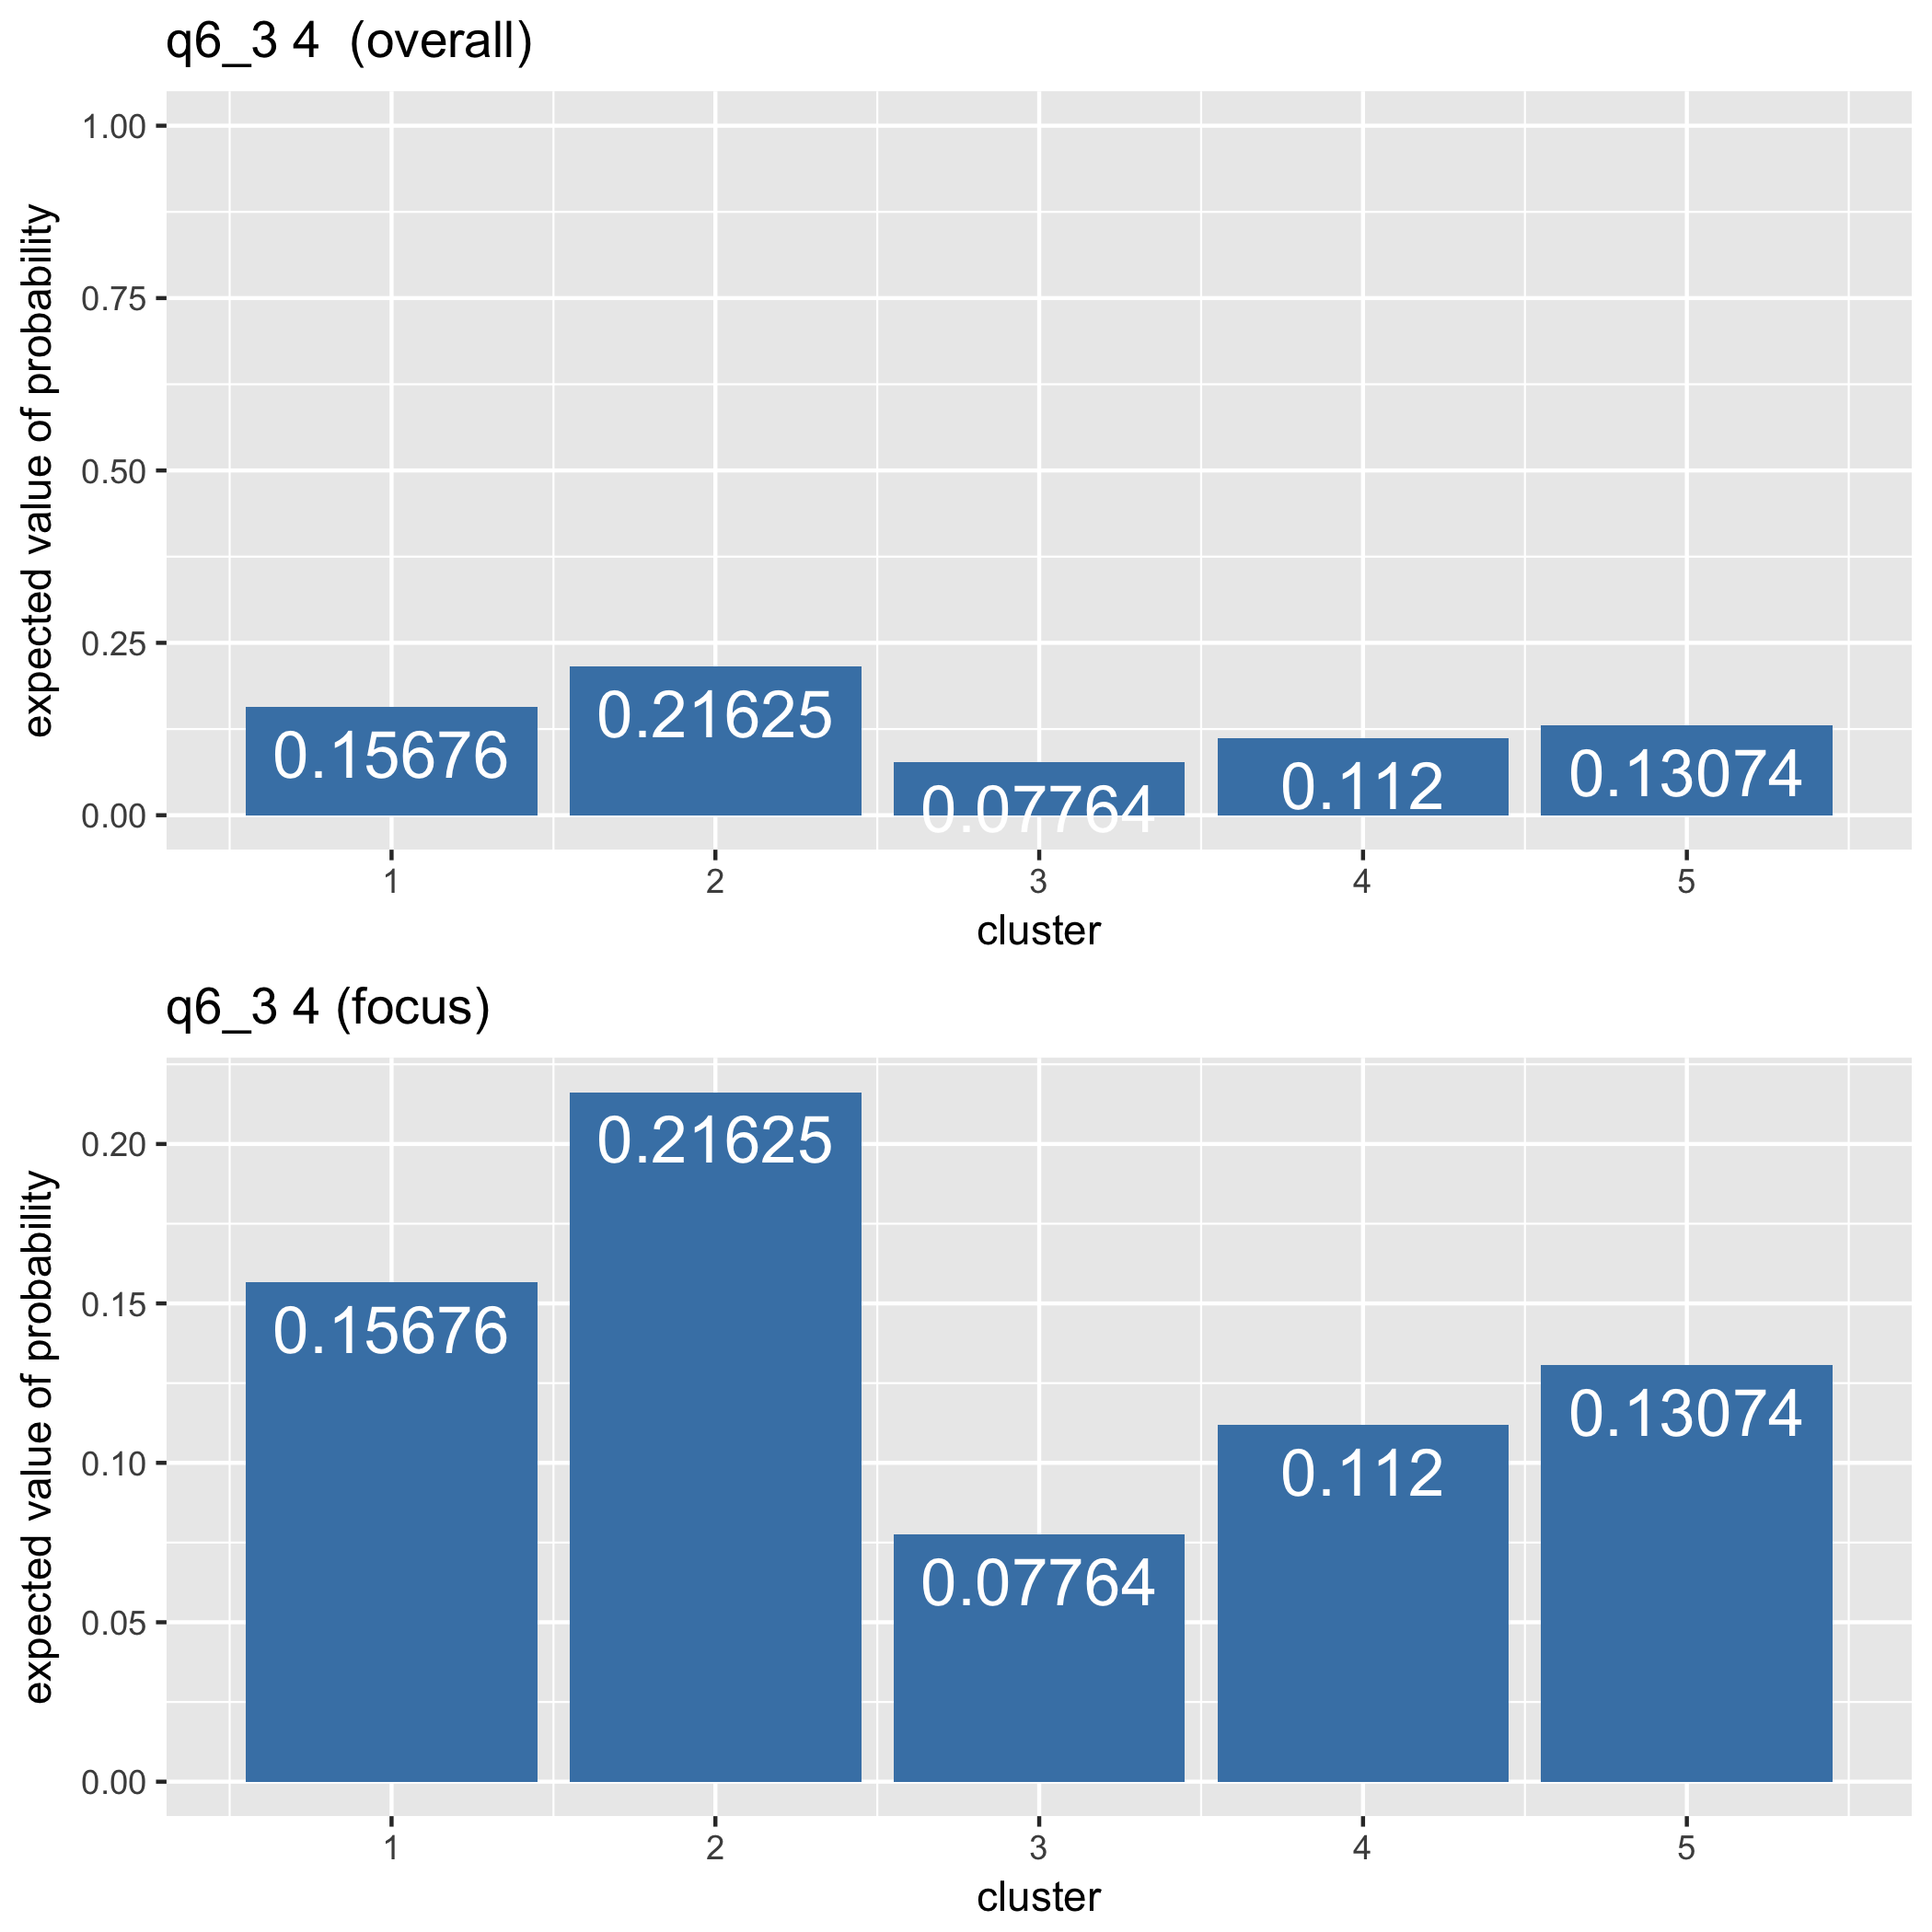 q6_3 4  (overall)
expected value of probability
1.00
0.75
0.50
0.25
0.00
0.15676
0.21625
0.07764
0.112
0.13074
1 2 3 4 5
cluster
q6_3 4 (focus)
expected value of probability
0.20
0.15
0.10
0.05
0.00
0.15676
0.21625
0.07764
0.112
0.13074
1 2 3 4 5
cluster